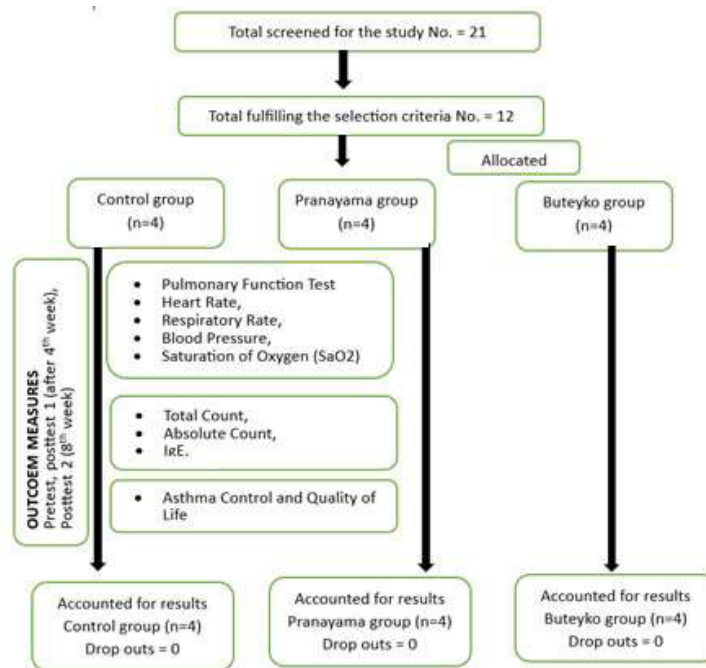 Total screened for the study No. = 21
Total fulfilling the selection criteria No. = 12
Allocated
Control group
(n=4)
Pranayama group
(n=4)
Buteyko group
(n=4)
OUTCOEM MEASURES
Pretest, posttest 1 (after 4th week),
Posttest 2 (8th week)
• Pulmonary Function Test
• Heart Rate,
• Respiratory Rate,
• Blood Pressure,
• Saturation of Oxygen (SaO2)
• Total Count,
• Absolute Count,
• IgE.
• Asthma Control and Quality of
Life
Accounted for results
Control group (n=4)
Drop outs = 0
Accounted for results
Pranayama group (n=4)
Drop outs = 0
Accounted for results
Buteyko group (n=4)
Drop outs = 0